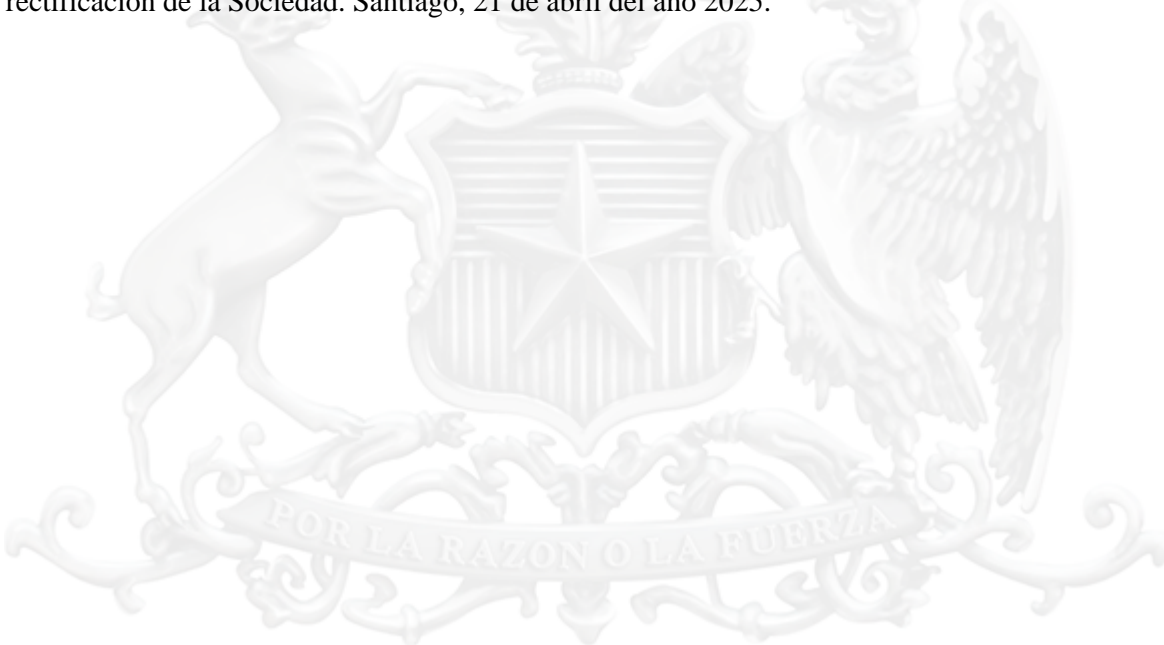 rectificación de la Sociedad. Santiago, 21 de abril del año 2025.
POR LA RAZON O LA FUERZA